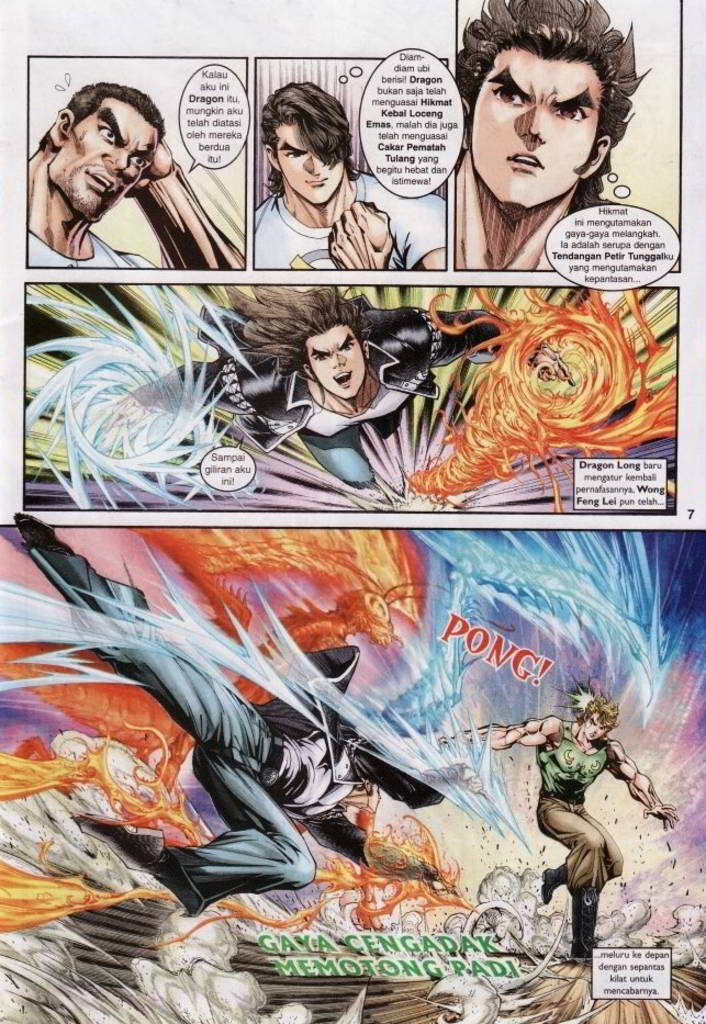 Kalau
aku ini
Dragon itu,
mungkin aku
telah diatasi
oleh mereka
berdua
itu!
Diam-
diam ubi
berisi! Dragon
bukan saja telah
menguasai Hikmat
Kebal Loceng
Emas, malah dia juga
telah menguasai
Cakar Pematah
Tulang yang
begitu hebat dan
istimewa!
Hikmat
ini mengutamakan
gaya-gaya melangkah.
Ia adalah serupa dengan
Tendangan Petir Tunggalku
yang mengutamakan
kepantasan...
Sampai
giliran aku
ini!
Dragon Long baru
mengatur kembali
pernafasannya, Wong
Feng Lei pun telah...
7
PONG!
GAYA CENGADAK
MEMOTONG PADI
...meluru ke depan
dengan sepantas
kilat untuk
mencabarnya.